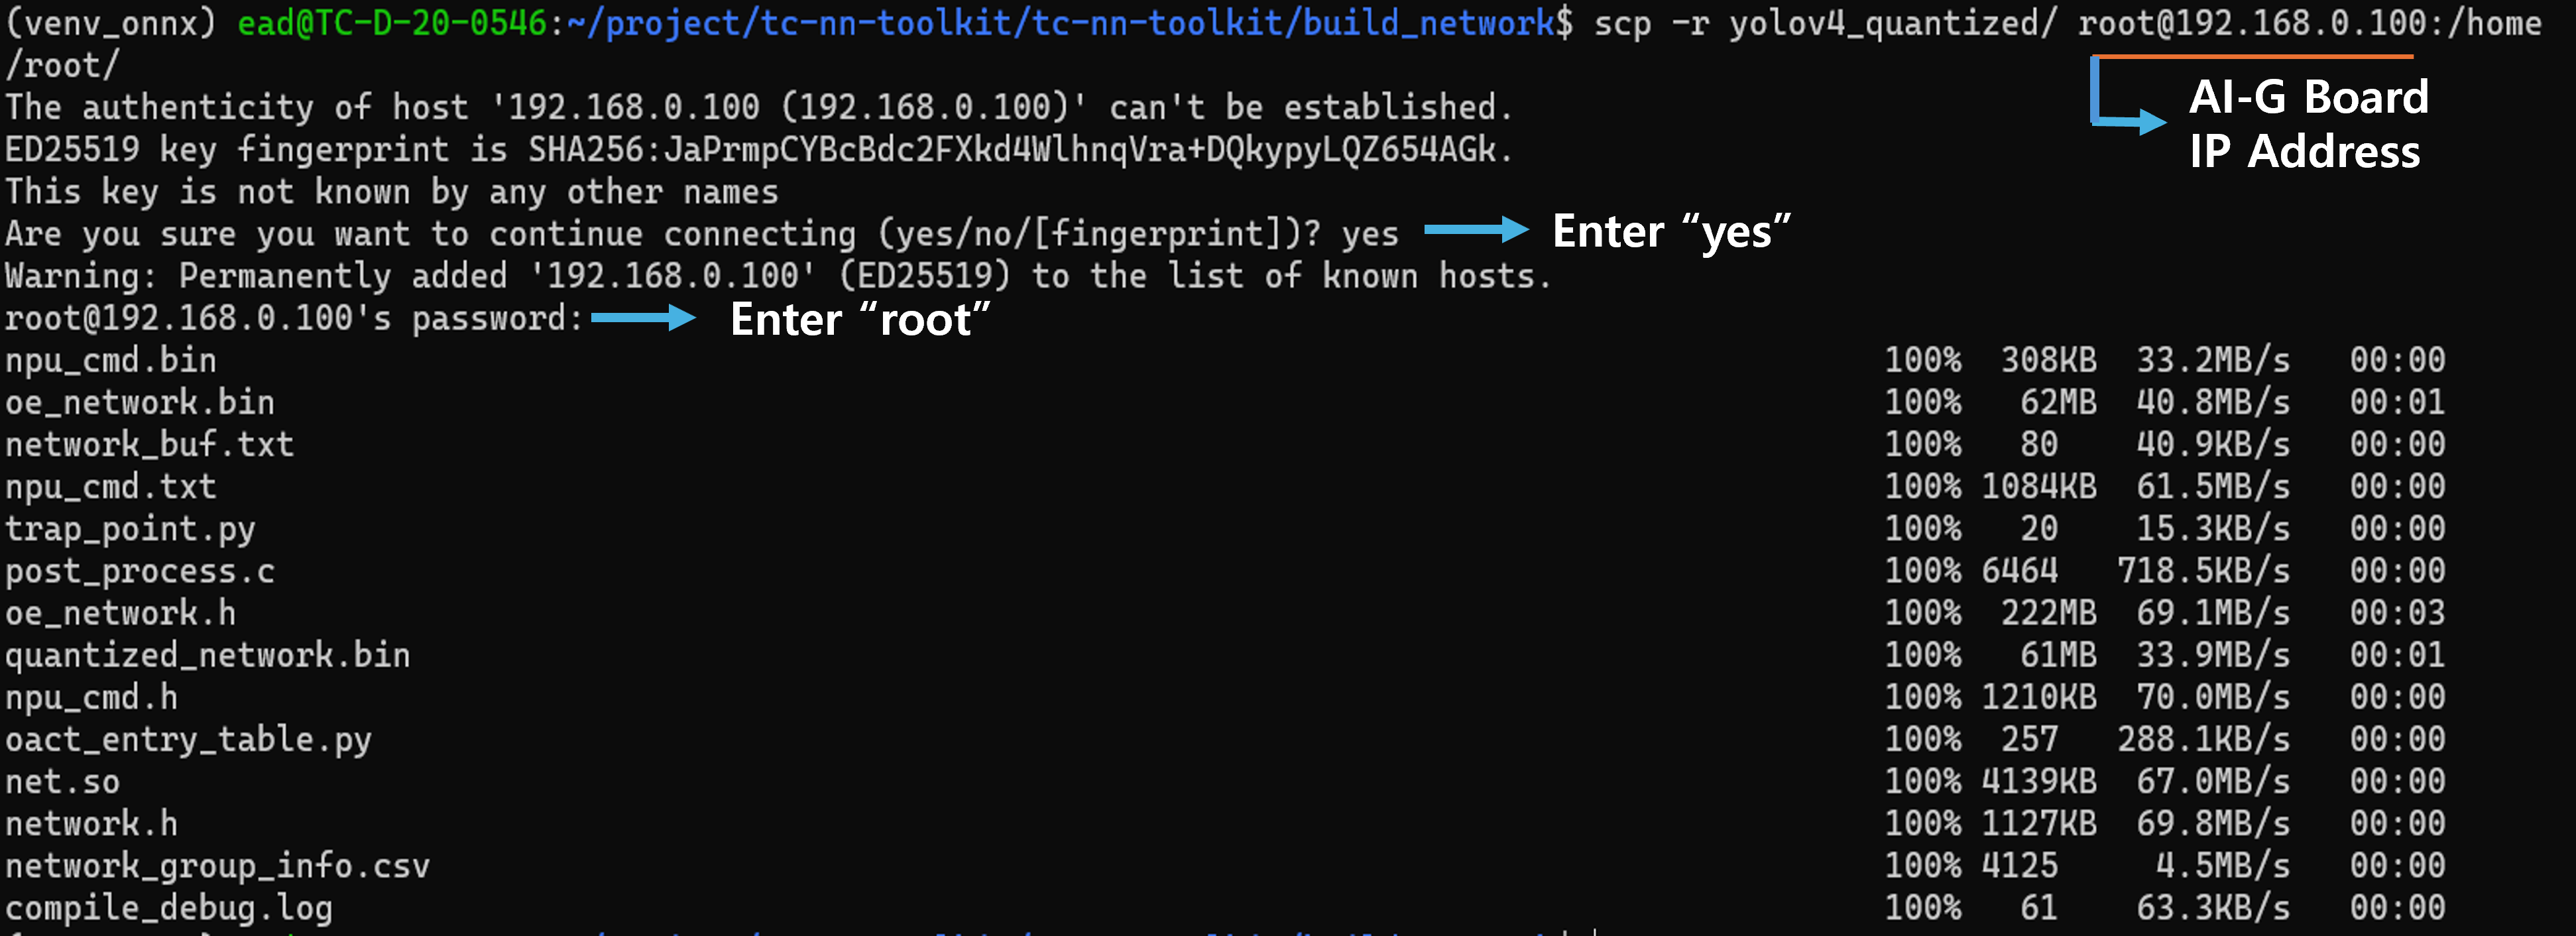 (venv_onnx) ead@TC-D-20-0546:~/project/tc-nn-toolkit/tc-nn-toolkit/build_network$ scp -r yolov4_quantized/ root@192.168.0.100:/home
/root/
AI-G Board
IP Address
The authenticity of host '192.168.0.100 (192.168.0.100)' can't be established.
ED25519 key fingerprint is SHA256:JaPrmpCYBcBdc2FXkd4WlhnqVra+DQkypyLQZ654AGk.
This key is not known by any other names
Are you sure you want to continue connecting (yes/no/[fingerprint])? yes Enter “yes”
Warning: Permanently added '192.168.0.100' (ED25519) to the list of known hosts.
root@192.168.0.100's password: Enter “root”
npu_cmd.bin 100% 308KB 33.2MB/s 00:00
oe_network.bin 100% 62MB 40.8MB/s 00:01
network_buf.txt 100% 80 40.9KB/s 00:00
npu_cmd.txt 100% 1084KB 61.5MB/s 00:00
trap_point.py 100% 20 15.3KB/s 00:00
post_process.c 100% 6464 718.5KB/s 00:00
oe_network.h 100% 222MB 69.1MB/s 00:03
quantized_network.bin 100% 61MB 33.9MB/s 00:01
npu_cmd.h 100% 1210KB 70.0MB/s 00:00
oact_entry_table.py 100% 257 288.1KB/s 00:00
net.so 100% 4139KB 67.0MB/s 00:00
network.h 100% 1127KB 69.8MB/s 00:00
network_group_info.csv 100% 4125 4.5MB/s 00:00
compile_debug.log 100% 61 63.3KB/s 00:00